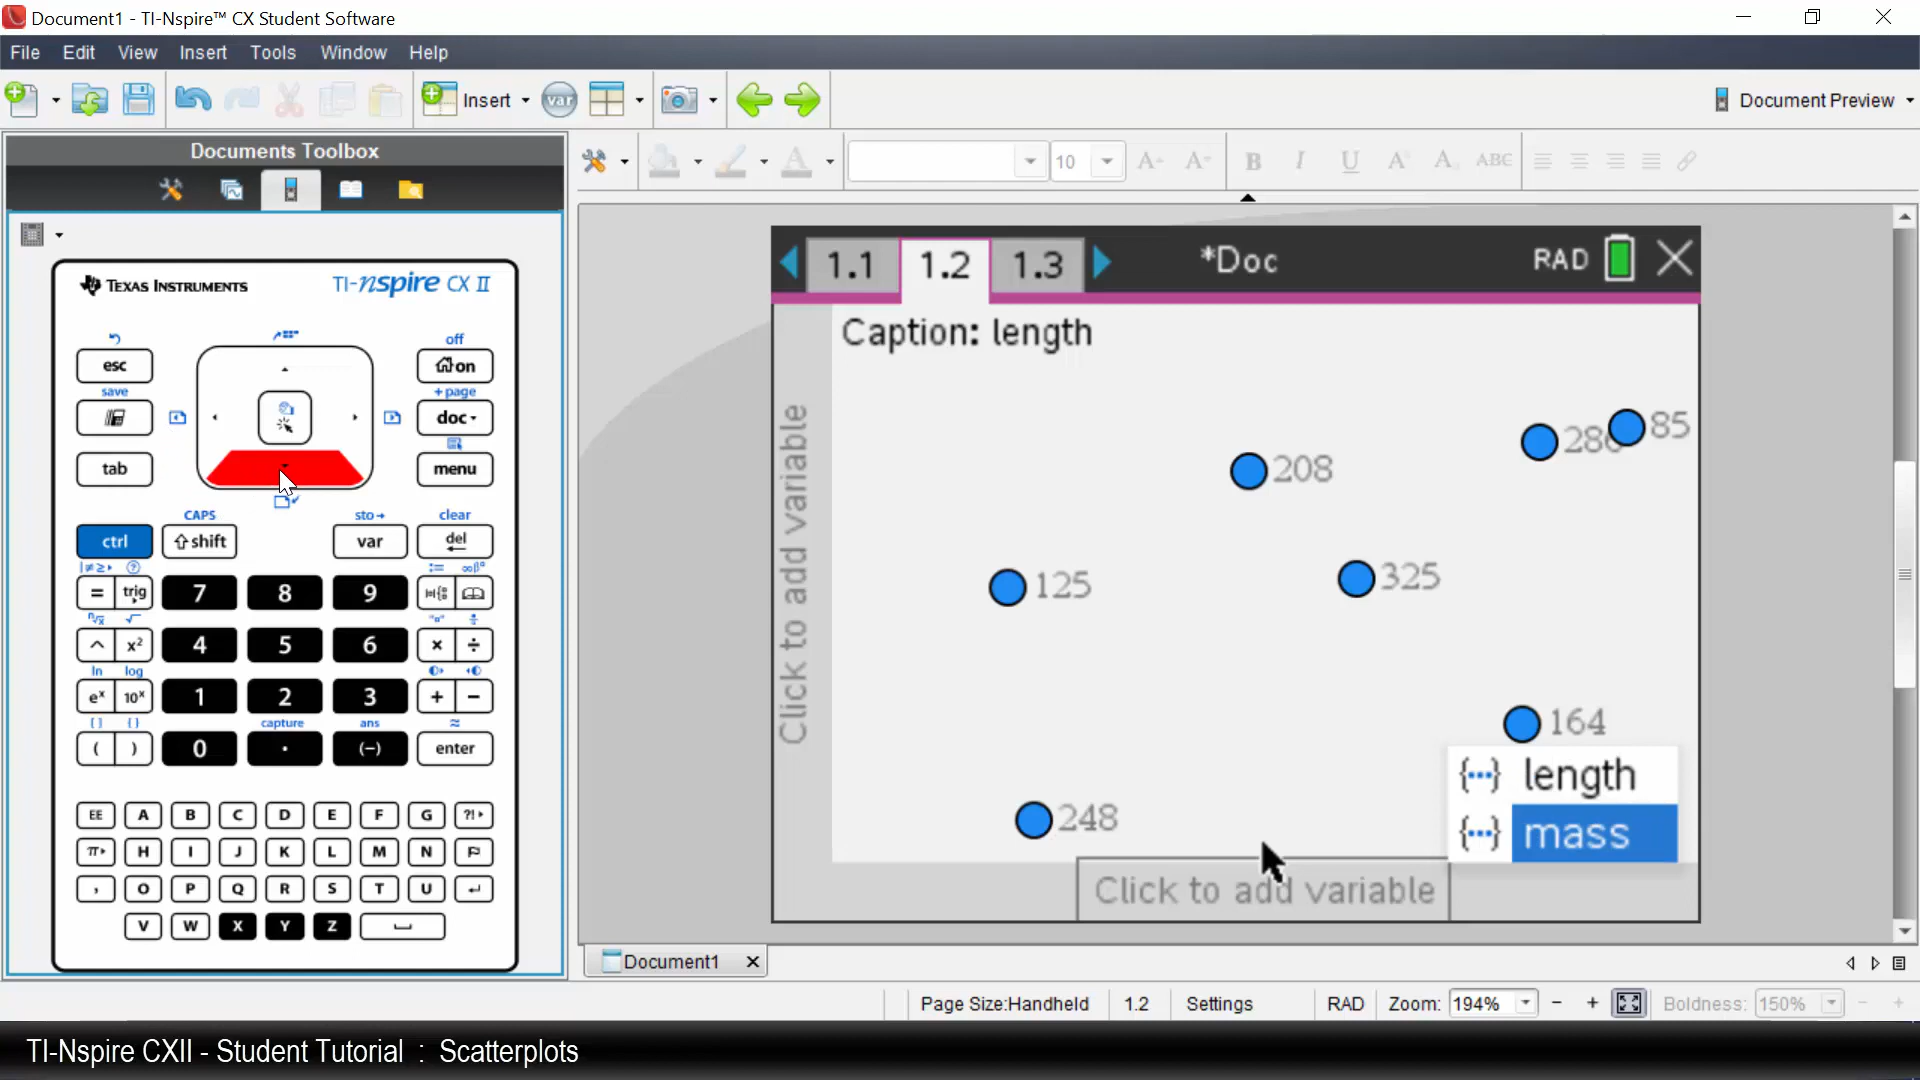 Document1 - TI-Nspire™ CX Student Software
File Edit View Insert Tools Window Help
Insert var Document Preview
Documents Toolbox
10 A A B I U A A ABC
TEXAS INSTRUMENTS TI-nspire CX II
off
esc on
save + page
doc
tab menu
CAPS sto→ clear
ctrl shift var del
= trig 7 8 9
^ x² 4 5 6 × ÷
ln log
eˣ 10ˣ 1 2 3 + −
[ ] { } capture ans ≈
( ) 0 . (−) enter
EE A B C D E F G ?!▸
π▸ H I J K L M N
, O P Q R S T U
V W X Y Z
1.1 1.2 1.3 *Doc RAD
Caption: length
Click to add variable
85
208
125
325
164
248
length
mass
Click to add variable
Document1
Page Size:Handheld 1.2 Settings RAD Zoom: 194% − + Boldness: 150% − +
TI-Nspire CXII - Student Tutorial : Scatterplots